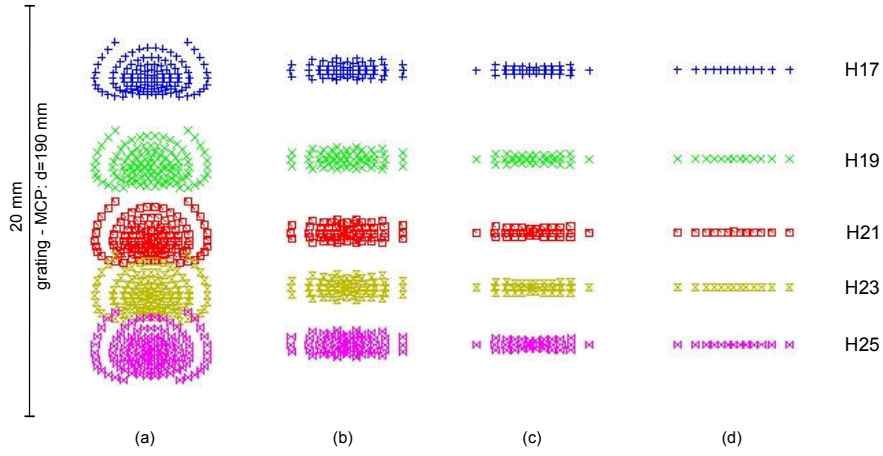 20 mm
grating - MCP: d=190 mm
H17
H19
H21
H23
H25
(a)
(b)
(c)
(d)